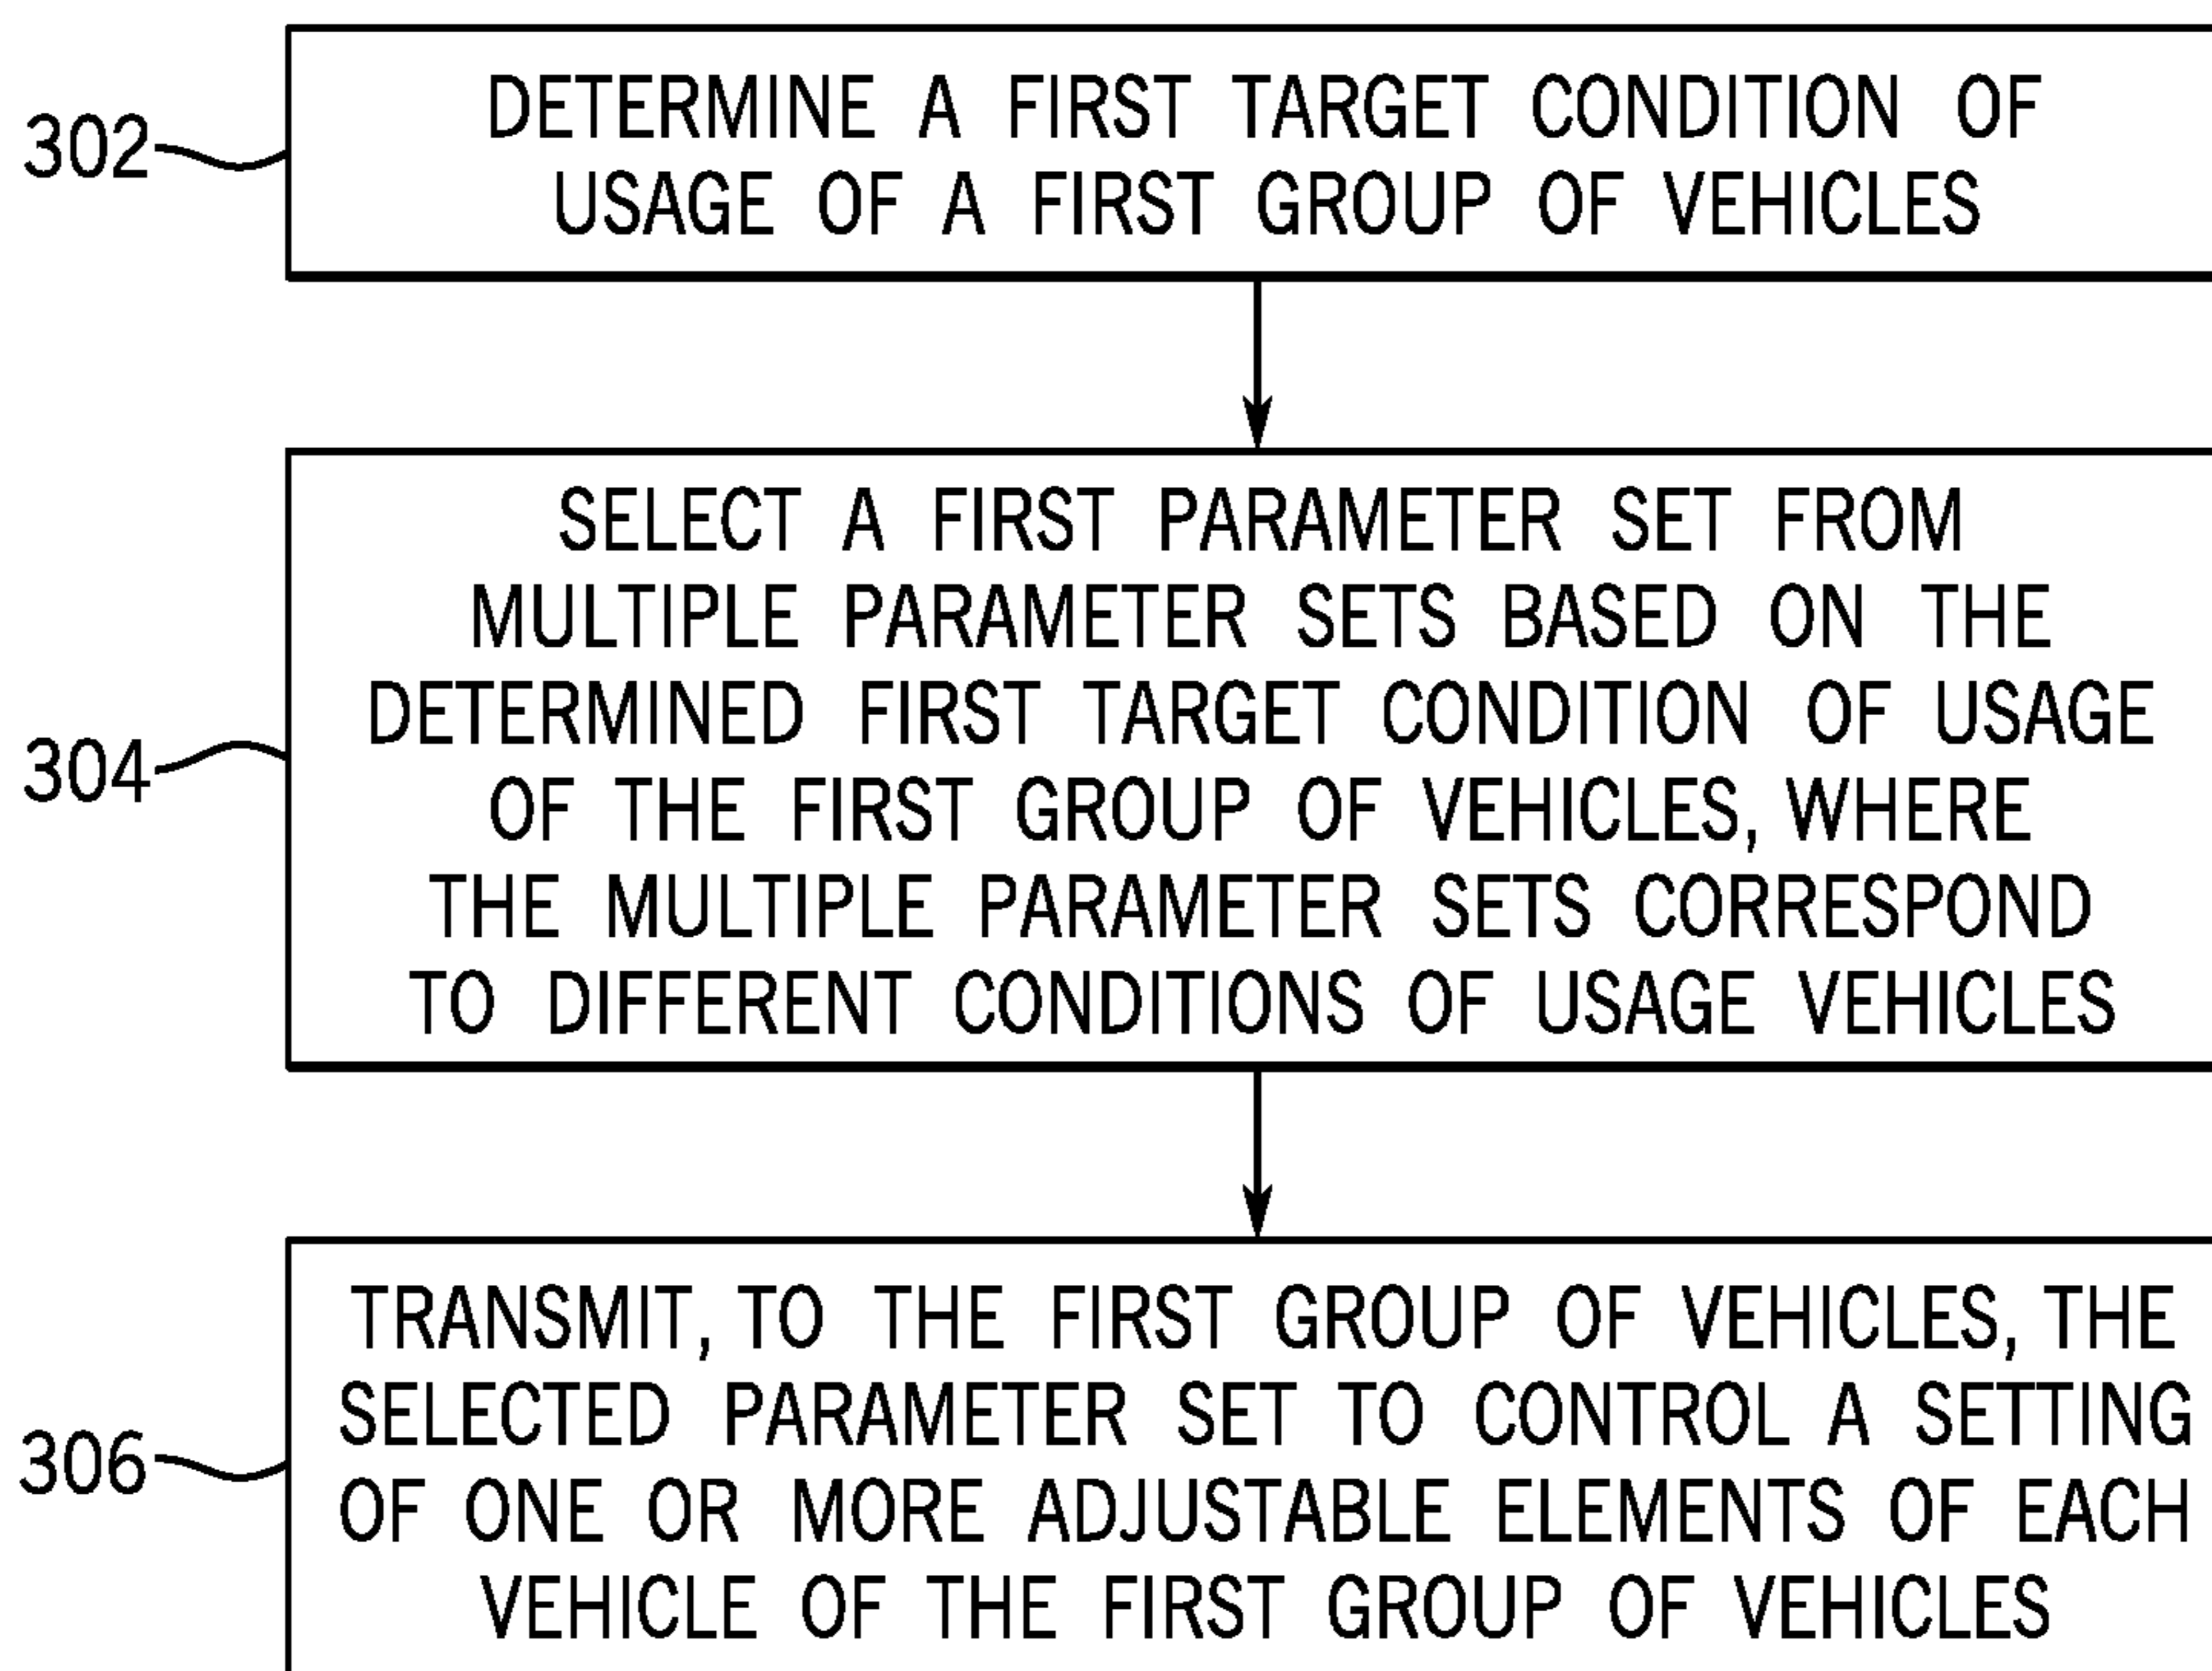 302
DETERMINE A FIRST TARGET CONDITION OF
USAGE OF A FIRST GROUP OF VEHICLES
304
SELECT A FIRST PARAMETER SET FROM
MULTIPLE PARAMETER SETS BASED ON THE
DETERMINED FIRST TARGET CONDITION OF USAGE
OF THE FIRST GROUP OF VEHICLES, WHERE
THE MULTIPLE PARAMETER SETS CORRESPOND
TO DIFFERENT CONDITIONS OF USAGE VEHICLES
306
TRANSMIT, TO THE FIRST GROUP OF VEHICLES, THE
SELECTED PARAMETER SET TO CONTROL A SETTING
OF ONE OR MORE ADJUSTABLE ELEMENTS OF EACH
VEHICLE OF THE FIRST GROUP OF VEHICLES